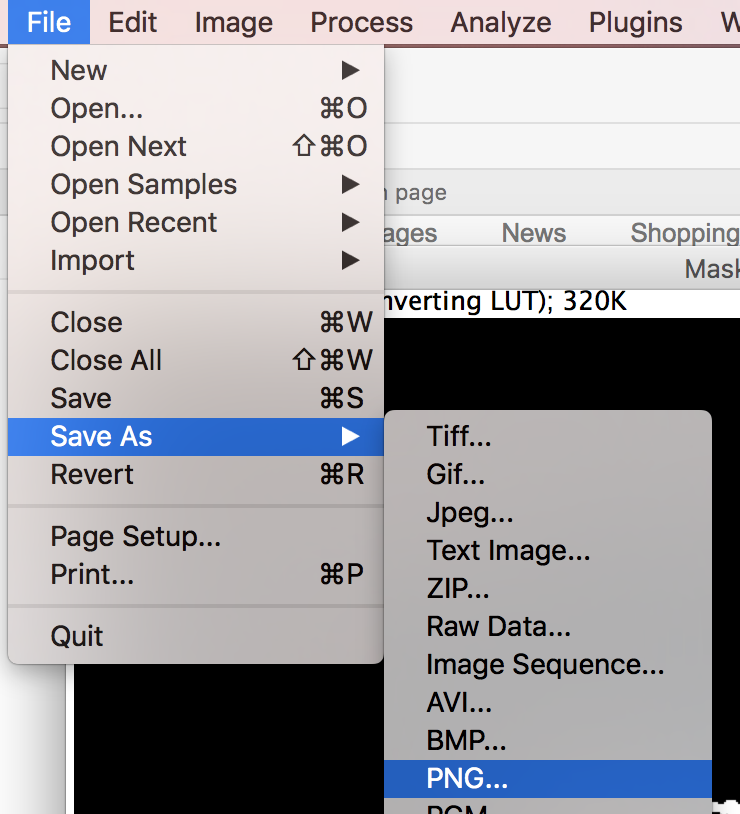 File Edit Image Process Analyze Plugins W
New ▶
Open... ⌘O
Open Next ⇧⌘O
Open Samples ▶
Open Recent ▶
Import ▶
Close ⌘W
Close All ⇧⌘W
Save ⌘S
Save As ▶
Revert ⌘R
Page Setup...
Print... ⌘P
Quit
page
ages News Shopping
Mask
nverting LUT); 320K
Tiff...
Gif...
Jpeg...
Text Image...
ZIP...
Raw Data...
Image Sequence...
AVI...
BMP...
PNG...